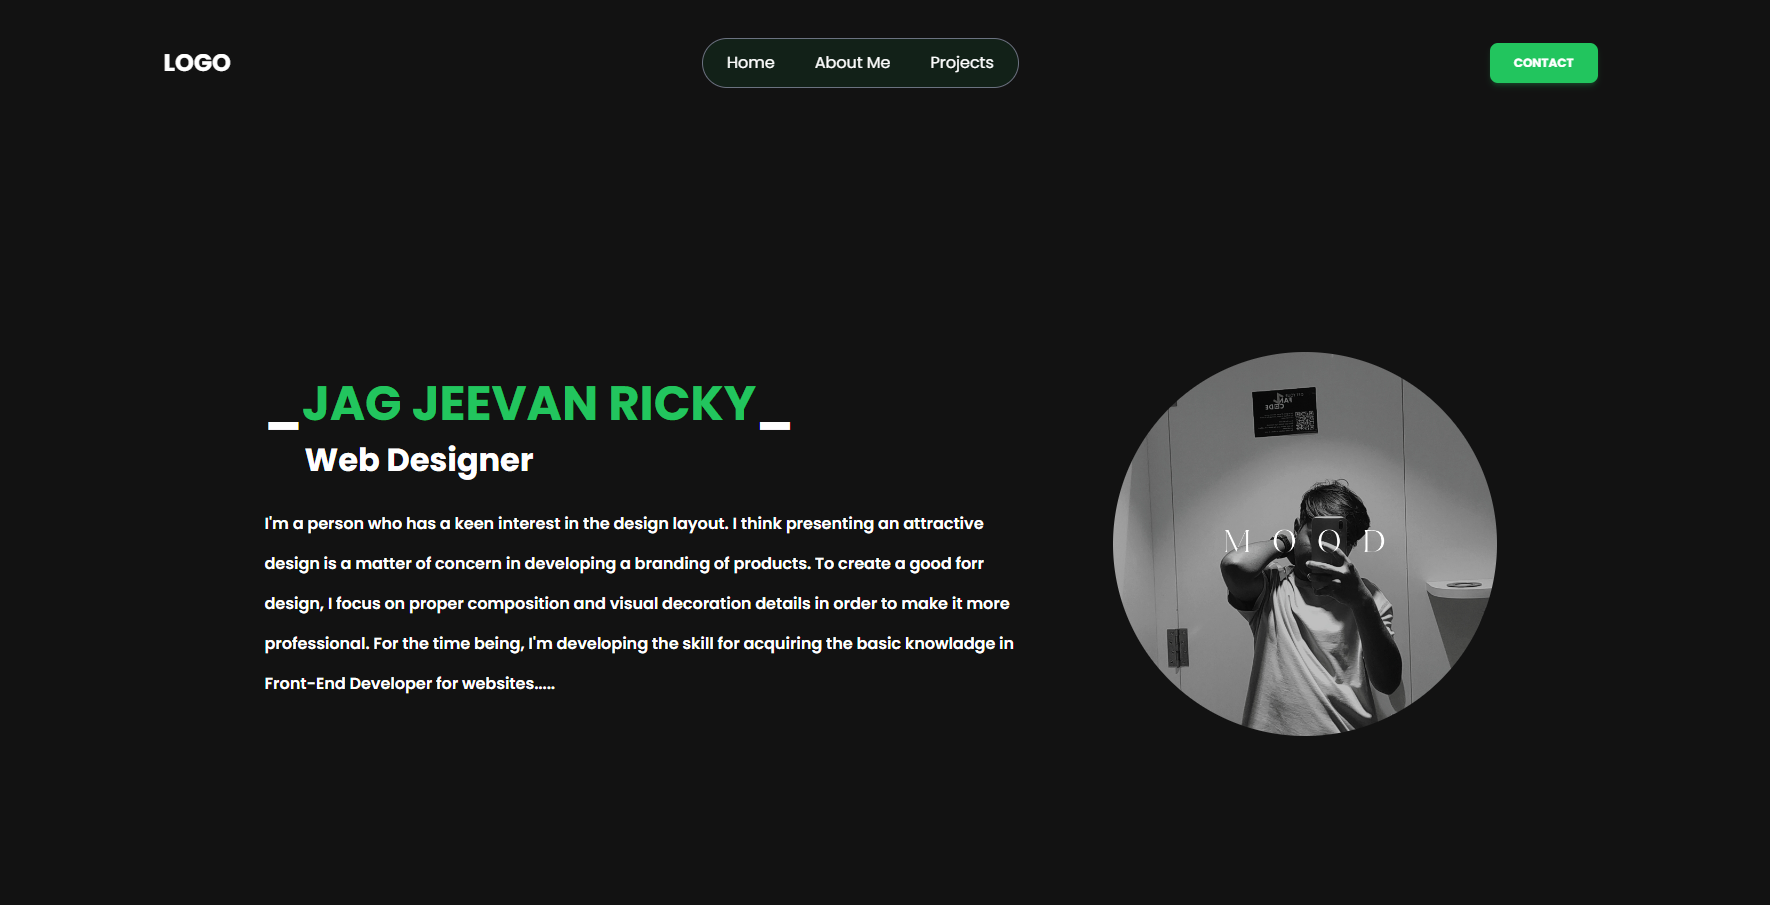 LOGO
Home About Me Projects
CONTACT
_JAG JEEVAN RICKY_
Web Designer
I'm a person who has a keen interest in the design layout. I think presenting an attractive
design is a matter of concern in developing a branding of products. To create a good forr
design, I focus on proper composition and visual decoration details in order to make it more
professional. For the time being, I'm developing the skill for acquiring the basic knowladge in
Front-End Developer for websites.....
FAN
CODE
MOOD